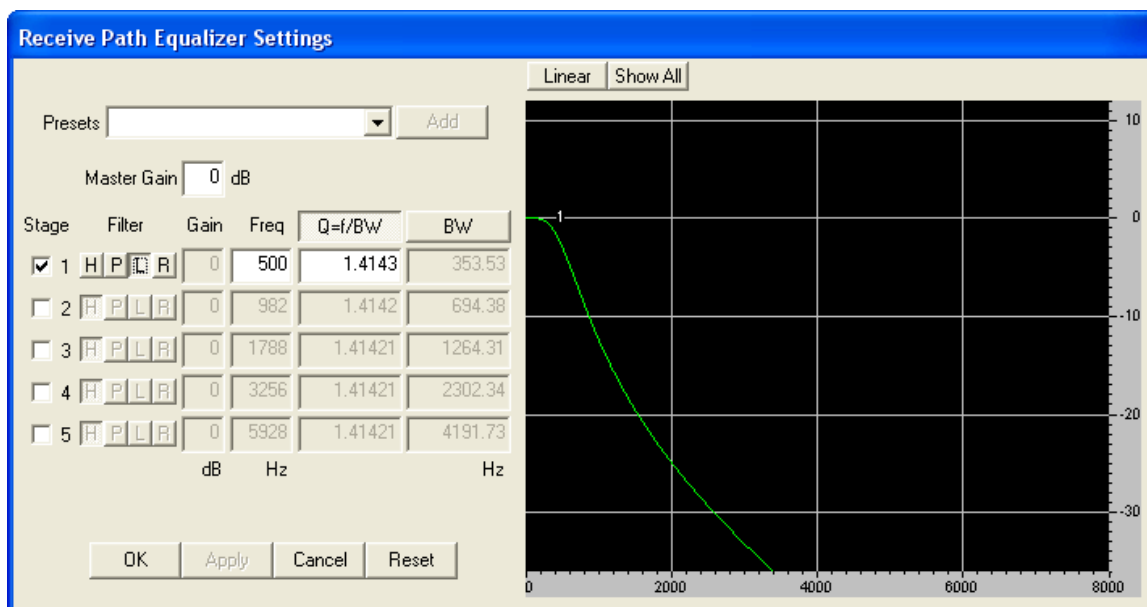 Receive Path Equalizer Settings
Linear Show All
Presets Add
Master Gain 0 dB
Stage Filter Gain Freq Q=f/BW BW
1 H P L R 0 500 1.4143 353.53
2 H P L R 0 982 1.4142 694.38
3 H P L R 0 1788 1.41421 1264.31
4 H P L R 0 3256 1.41421 2302.34
5 H P L R 0 5928 1.41421 4191.73
dB Hz Hz
OK Apply Cancel Reset
1
10
0
-10
-20
-30
0 2000 4000 6000 8000